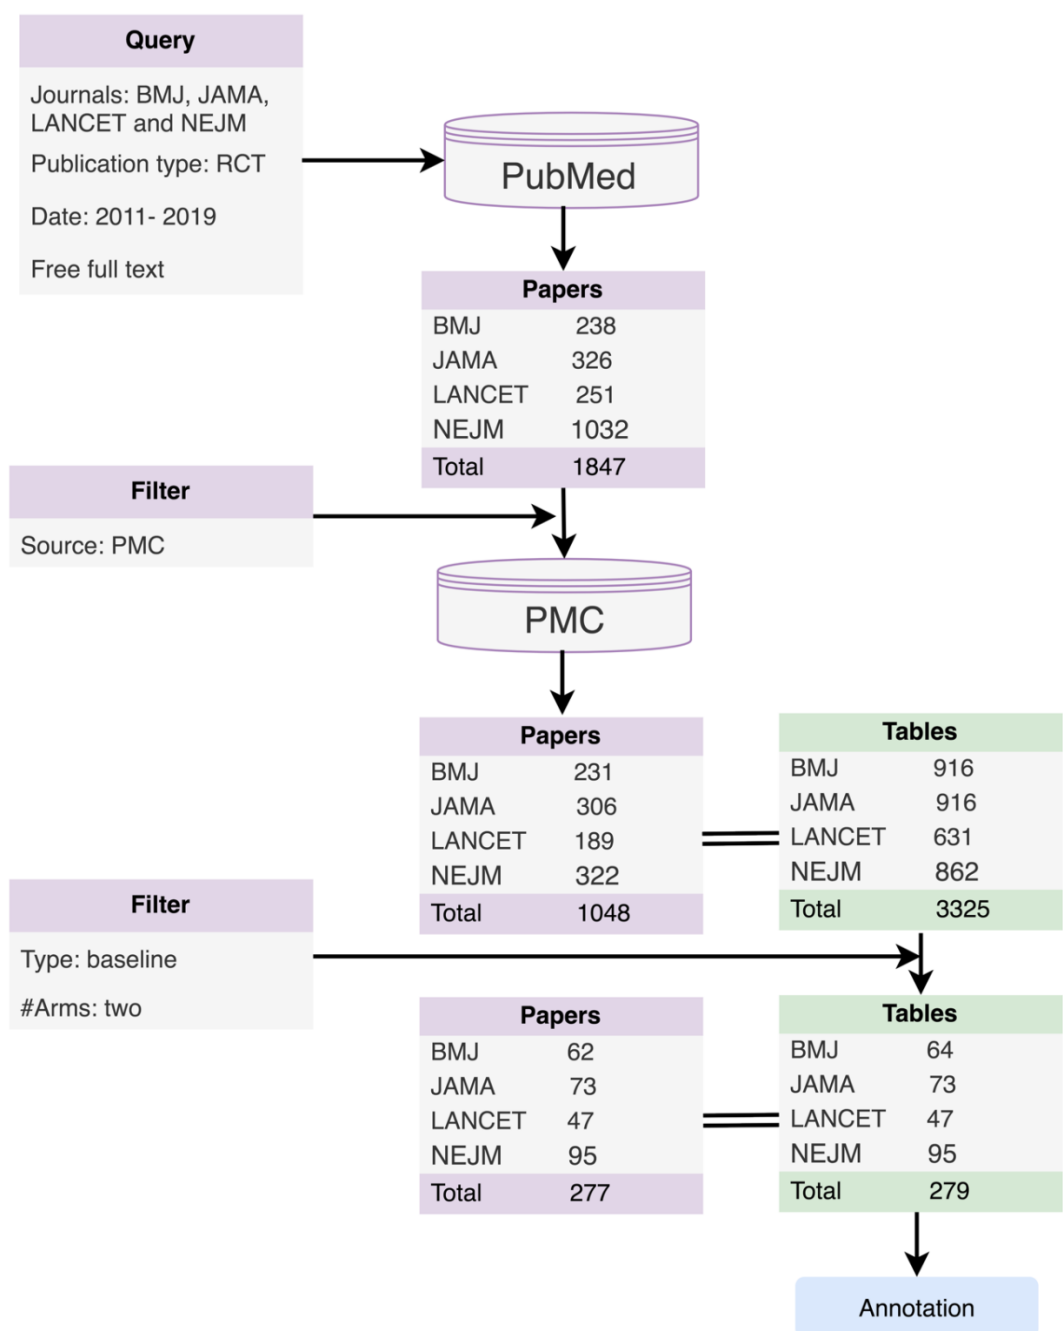 Query
Journals: BMJ, JAMA,
LANCET and NEJM
Publication type: RCT
Date: 2011- 2019
Free full text
PubMed
Papers
BMJ 238
JAMA 326
LANCET 251
NEJM 1032
Total 1847
Filter
Source: PMC
PMC
Papers
BMJ 231
JAMA 306
LANCET 189
NEJM 322
Total 1048
Tables
BMJ 916
JAMA 916
LANCET 631
NEJM 862
Total 3325
Filter
Type: baseline
#Arms: two
Papers
BMJ 62
JAMA 73
LANCET 47
NEJM 95
Total 277
Tables
BMJ 64
JAMA 73
LANCET 47
NEJM 95
Total 279
Annotation